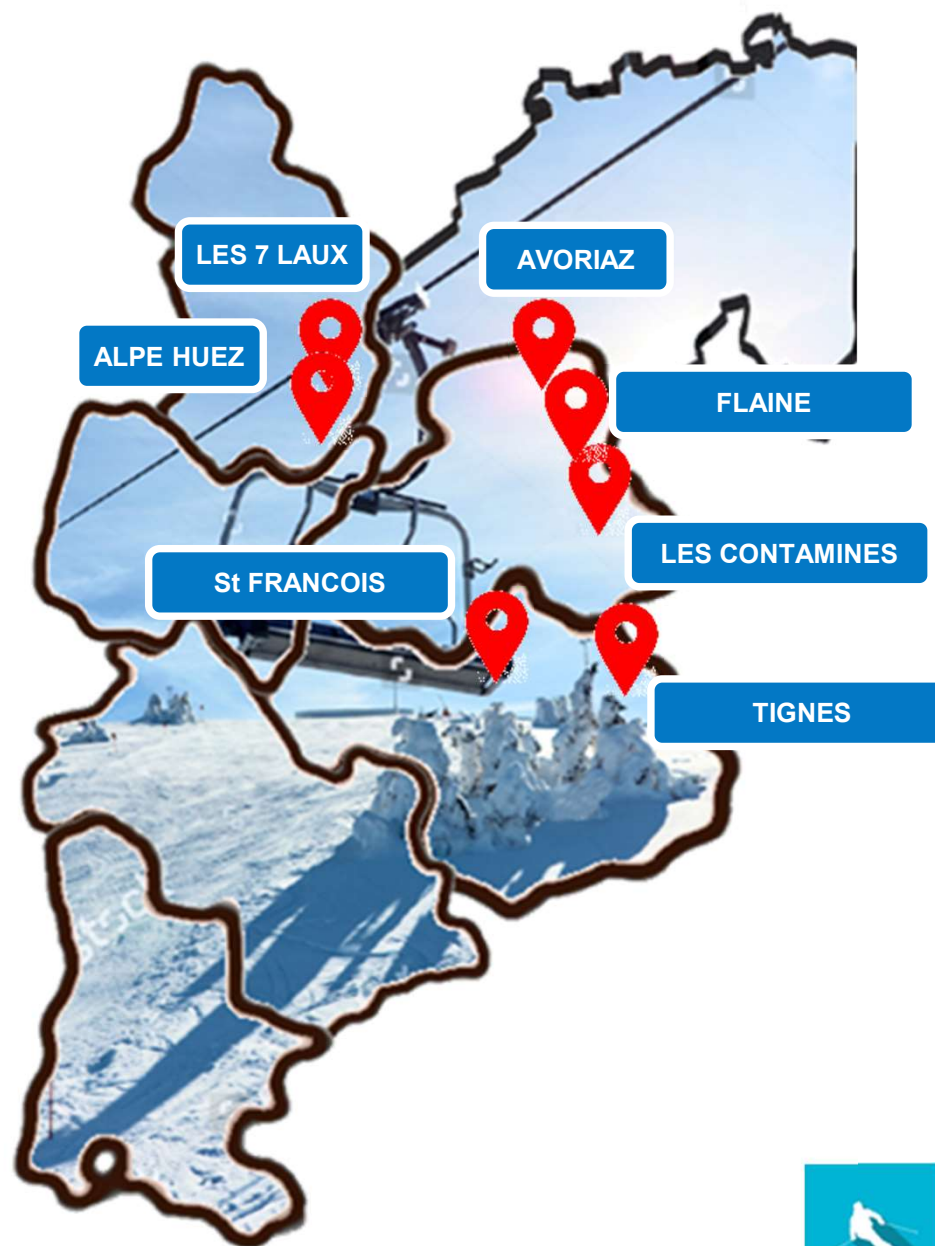 LES 7 LAUX
AVORIAZ
ALPE HUEZ
FLAINE
LES CONTAMINES
St FRANCOIS
TIGNES